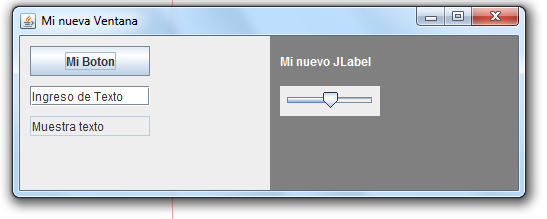 Mi nueva Ventana
Mi Boton
Ingreso de Texto
Muestra texto
Mi nuevo JLabel